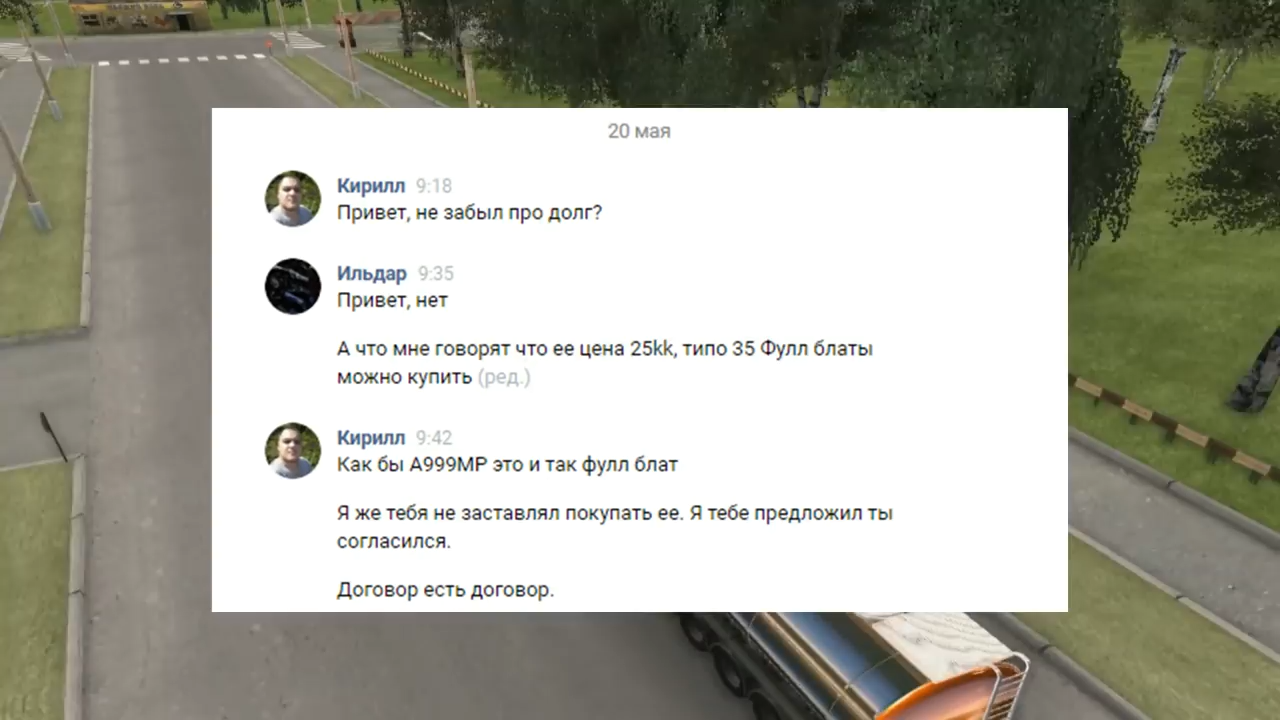 20 мая
Кирилл 9:18
Привет, не забыл про долг?
Ильдар 9:35
Привет, нет
А что мне говорят что ее цена 25kk, типо 35 Фулл блаты
можно купить (ред.)
Кирилл 9:42
Как бы А999МР это и так фулл блат
Я же тебя не заставлял покупать ее. Я тебе предложил ты
согласился.
Договор есть договор.